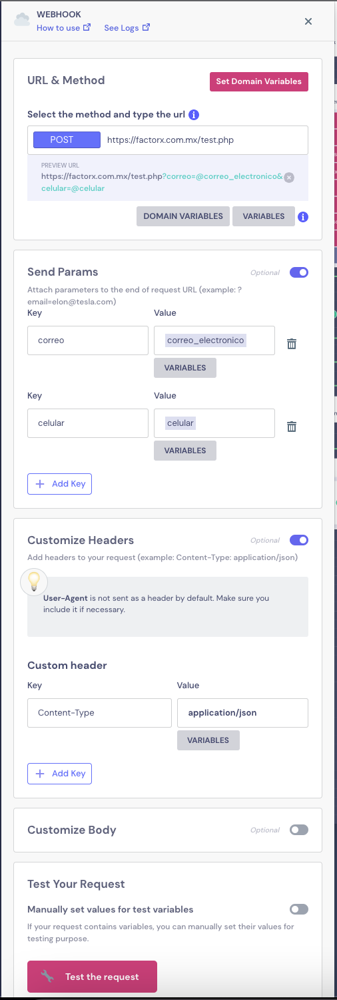 WEBHOOK
How to use See Logs
URL & Method
Set Domain Variables
Select the method and type the url
POST https://factorx.com.mx/test.php
PREVIEW URL
https://factorx.com.mx/test.php?correo=@correo_electronico&
celular=@celular
DOMAIN VARIABLES VARIABLES
Send Params Optional
Attach parameters to the end of request URL (example: ?
email=elon@tesla.com)
Key Value
correo correo_electronico
VARIABLES
Key Value
celular celular
VARIABLES
+ Add Key
Customize Headers Optional
Add headers to your request (example: Content-Type: application/json)
User-Agent is not sent as a header by default. Make sure you
include it if necessary.
Custom header
Key Value
Content-Type application/json
VARIABLES
+ Add Key
Customize Body Optional
Test Your Request
Manually set values for test variables
If your request contains variables, you can manually set their values for
testing purpose.
Test the request